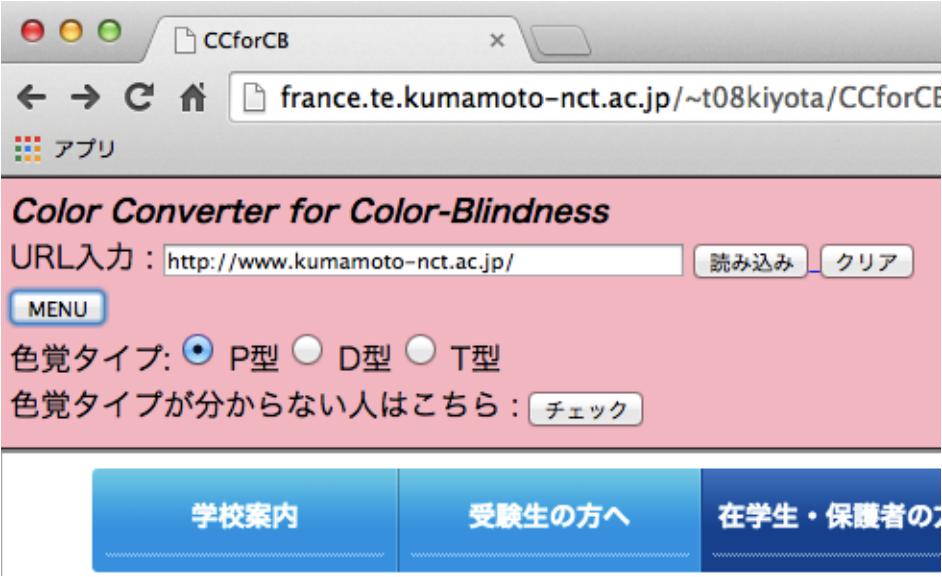 CCforCB
france.te.kumamoto-nct.ac.jp/~t08kiyota/CCforCB
アプリ
Color Converter for Color-Blindness
URL入力：http://www.kumamoto-nct.ac.jp/ 読み込み クリア
MENU
色覚タイプ: P型 D型 T型
色覚タイプが分からない人はこちら：チェック
学校案内 受験生の方へ 在学生・保護者の方